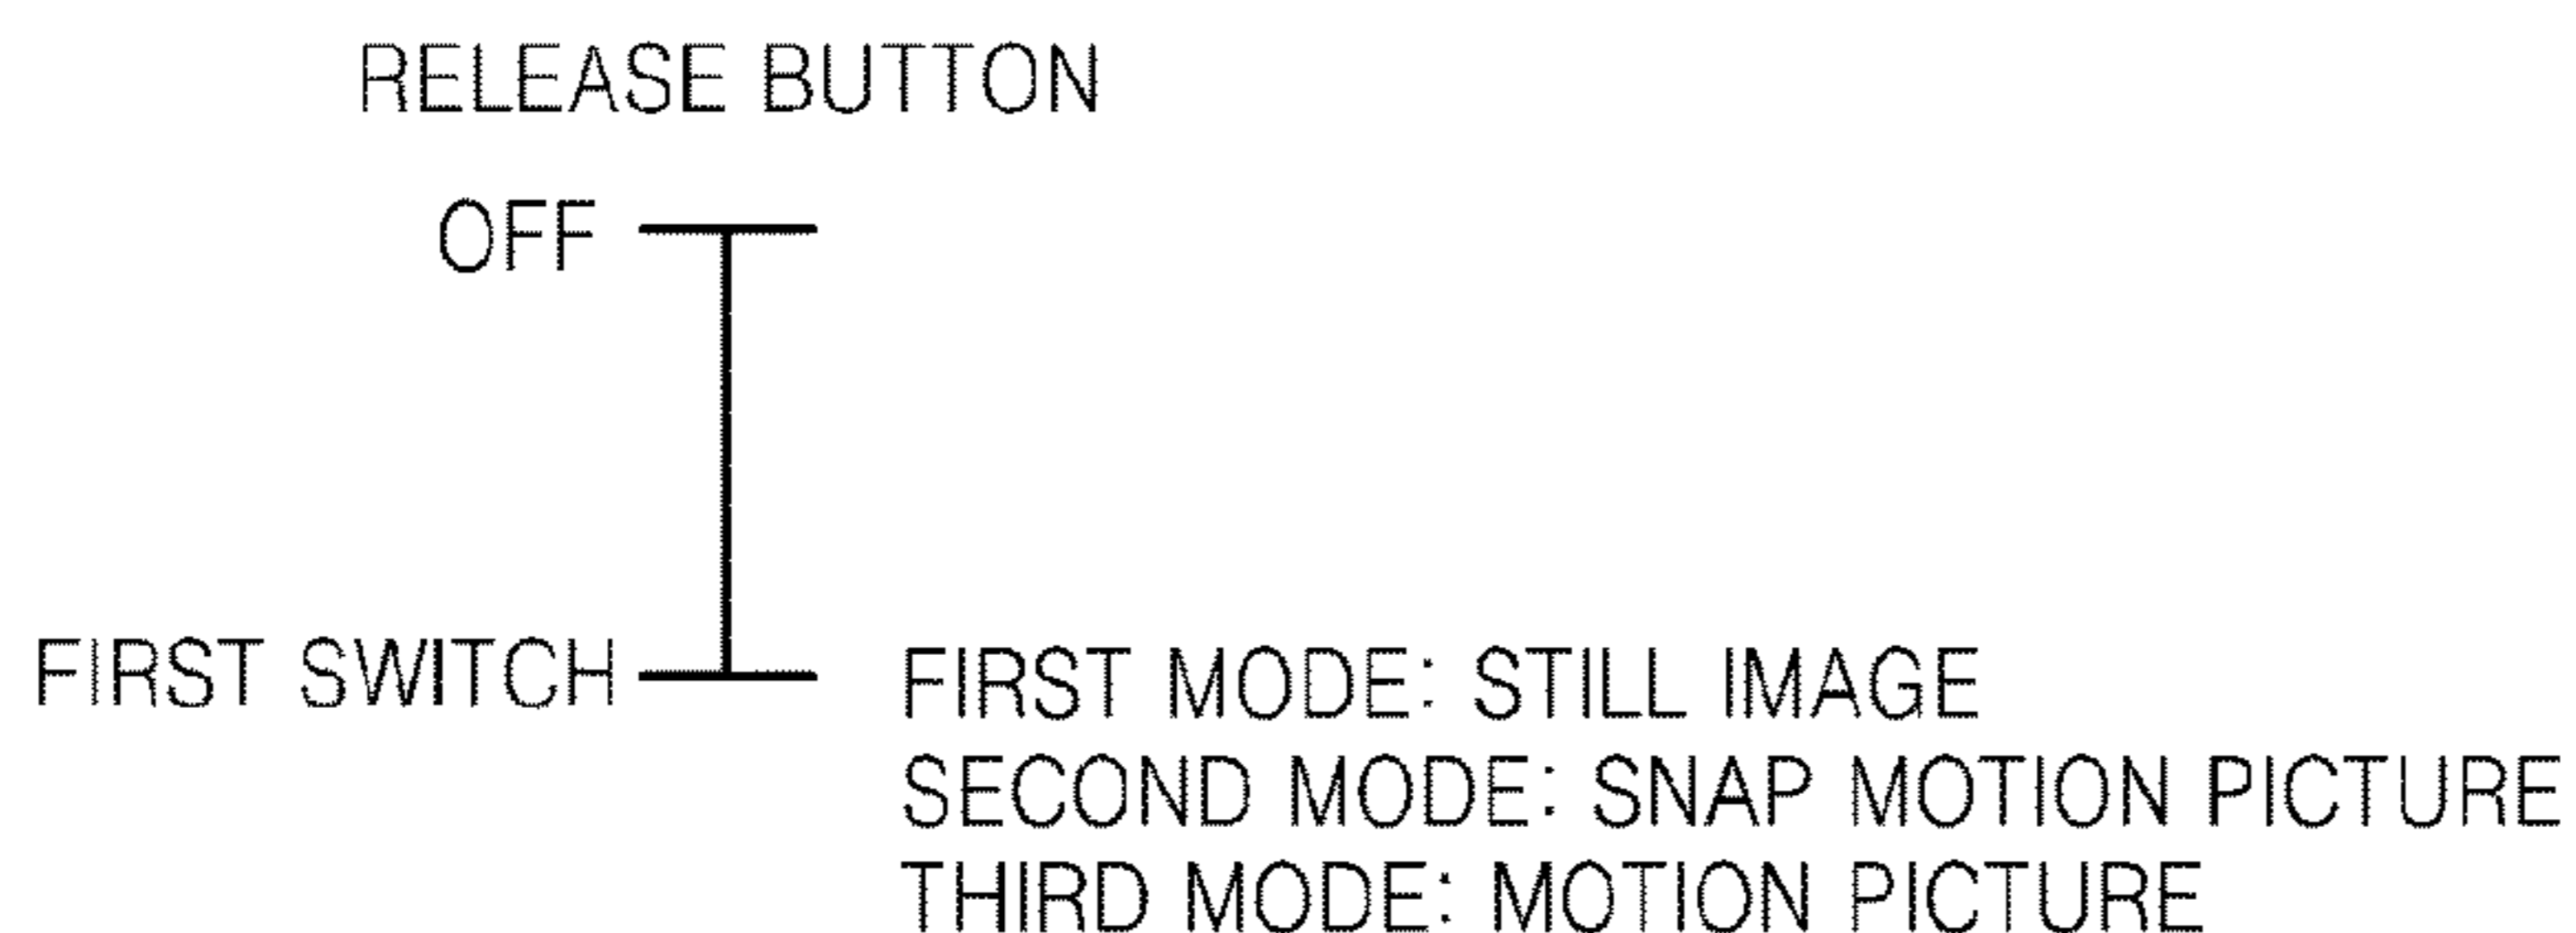 RELEASE BUTTON
OFF
FIRST SWITCH
FIRST MODE: STILL IMAGE
SECOND MODE: SNAP MOTION PICTURE
THIRD MODE: MOTION PICTURE